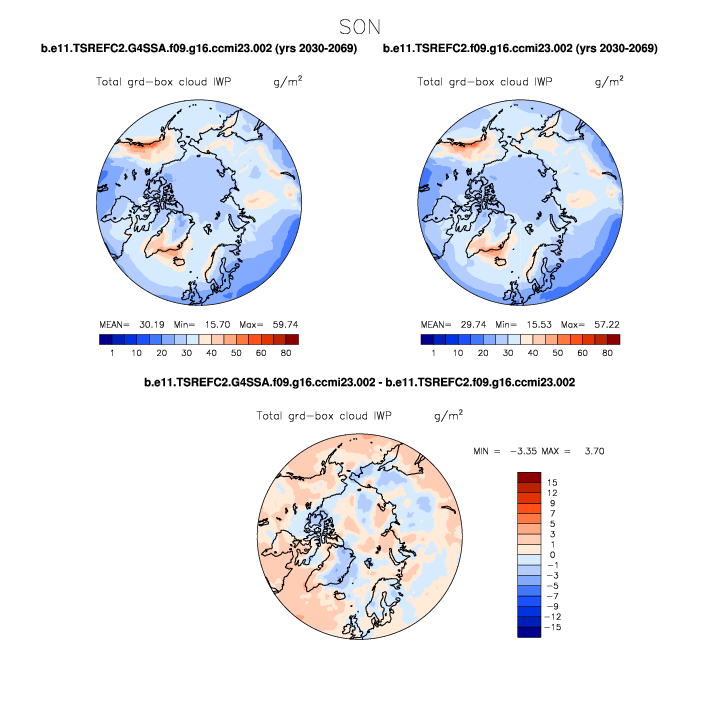 SON
b.e11.TSREFC2.G4SSA.f09.g16.ccmi23.002 (yrs 2030-2069) b.e11.TSREFC2.f09.g16.ccmi23.002 (yrs 2030-2069)
Total grd-box cloud IWP g/m² Total grd-box cloud IWP g/m²
MEAN= 30.19 Min= 15.70 Max= 59.74 MEAN= 29.74 Min= 15.53 Max= 57.22
1 10 20 30 40 50 60 80 1 10 20 30 40 50 60 80
b.e11.TSREFC2.G4SSA.f09.g16.ccmi23.002 - b.e11.TSREFC2.f09.g16.ccmi23.002
Total grd-box cloud IWP g/m²
MIN = -3.35 MAX = 3.70
15
12
9
7
5
3
1
0
-1
-3
-5
-7
-9
-12
-15